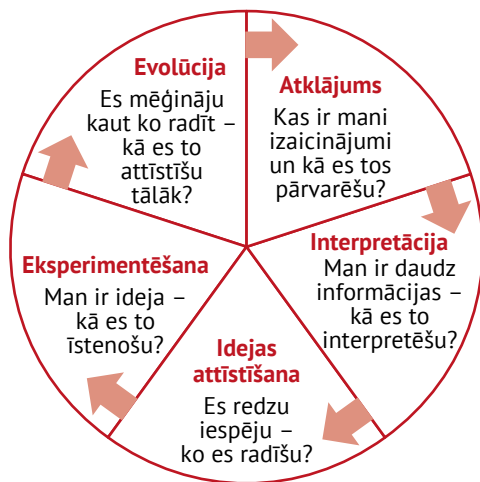 Atklājums
Kas ir mani
izaicinājumi
un kā es tos
pārvarēšu?
Interpretācija
Man ir daudz
informācijas –
kā es to
interpretēšu?
Idejas
attīstīšana
Es redzu
iespēju –
ko es radīšu?
Eksperimentēšana
Man ir ideja –
kā es to
īstenošu?
Evolūcija
Es mēģināju
kaut ko radīt –
kā es to
attīstīšu
tālāk?